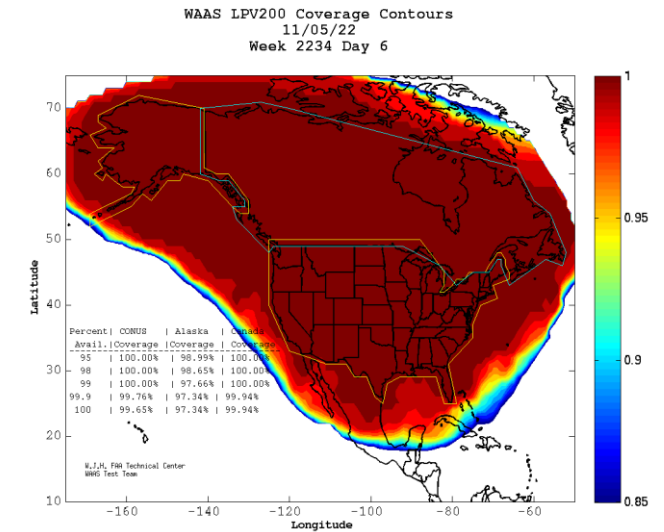 WAAS LPV200 Coverage Contours
11/05/22
Week 2234 Day 6
70
60
50
40
30
20
10
Latitude
Percent| CONUS | Alaska | Canada
Avail.|Coverage |Coverage | Coverage
95 | 100.00% | 98.99% | 100.00%
98 | 100.00% | 98.65% | 100.00%
99 | 100.00% | 97.66% | 100.00%
99.9 | 99.76% | 97.34% | 99.94%
100 | 99.65% | 97.34% | 99.94%
W.J.H. FAA Technical Center
WAAS Test Team
-160 -140 -120 -100 -80 -60
Longitude
1
0.95
0.9
0.85